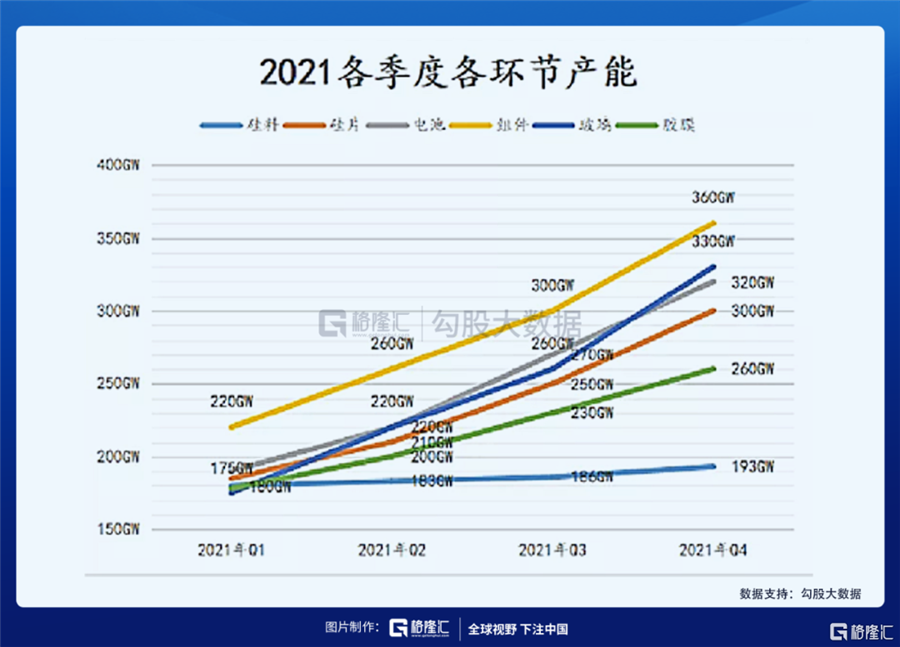 2021各季度各环节产能
硅料 硅片 电池 组件 玻璃 胶膜
400GW
350GW
300GW
250GW
200GW
150GW
360GW
330GW
320GW
300GW
260GW
193GW
300GW
260GW
270GW
250GW
230GW
186GW
260GW
220GW
220GW
210GW
200GW
183GW
220GW
175GW
180GW
格隆汇 勾股大数据
2021年Q1 2021年Q2 2021年Q3 2021年Q4
数据支持：勾股大数据
图片制作： 格隆汇 全球视野 下注中国
格隆汇